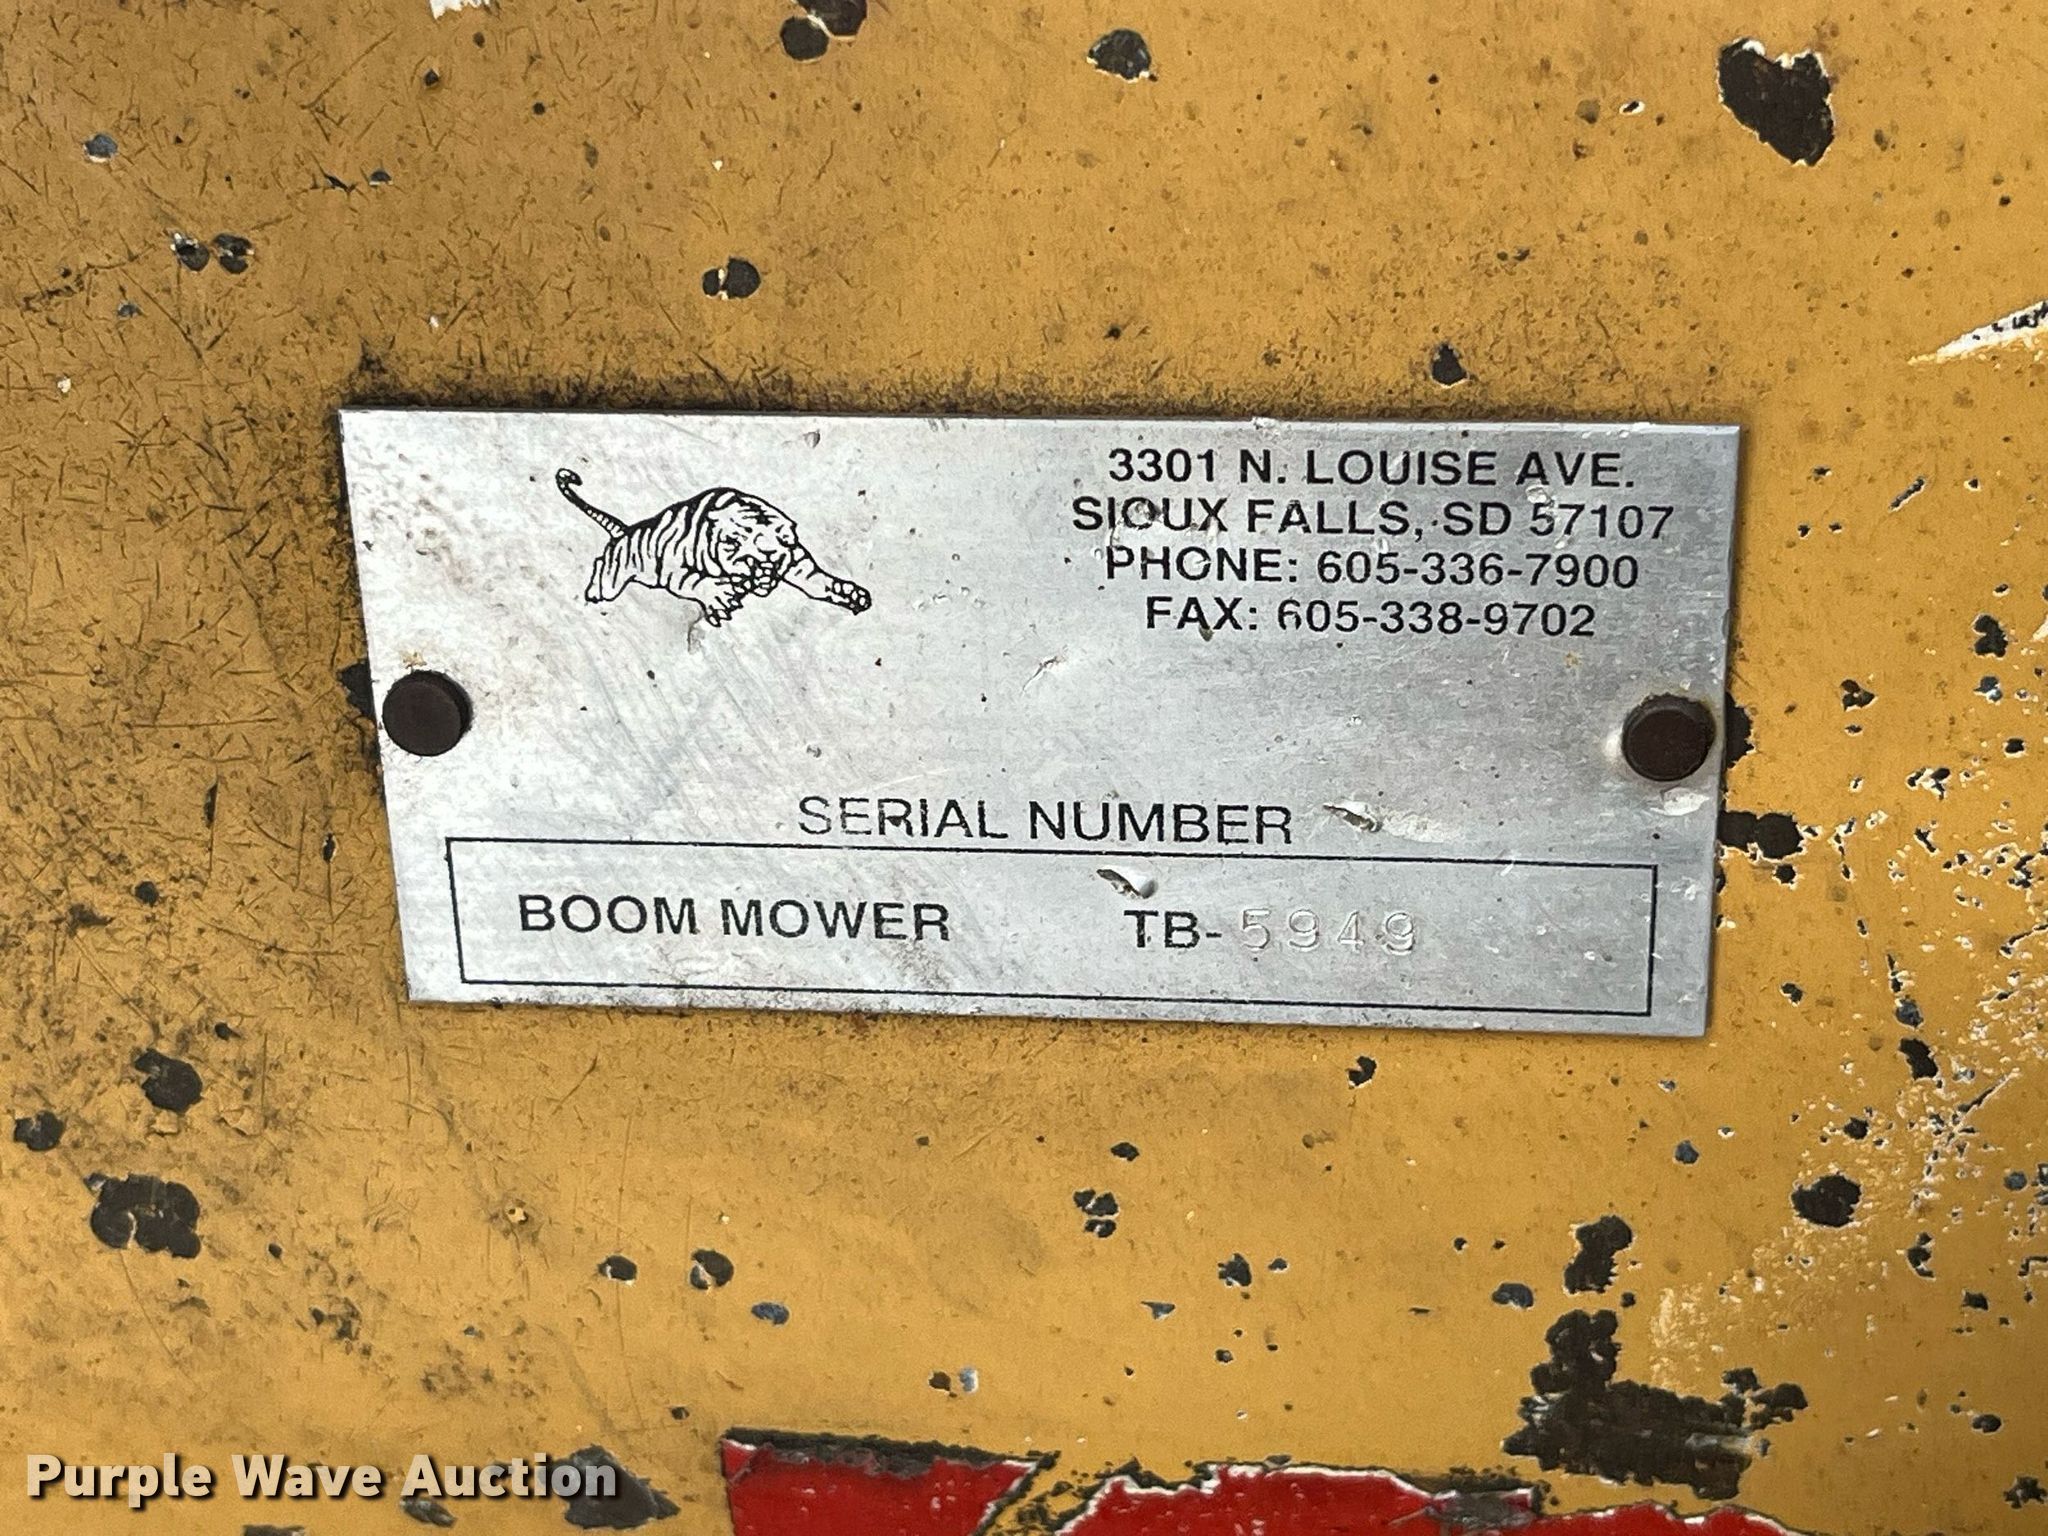 3301 N. LOUISE AVE.
SIOUX FALLS, SD 57107
PHONE: 605-336-7900
FAX: 605-338-9702
SERIAL NUMBER
BOOM MOWER TB-5949
Purple Wave Auction